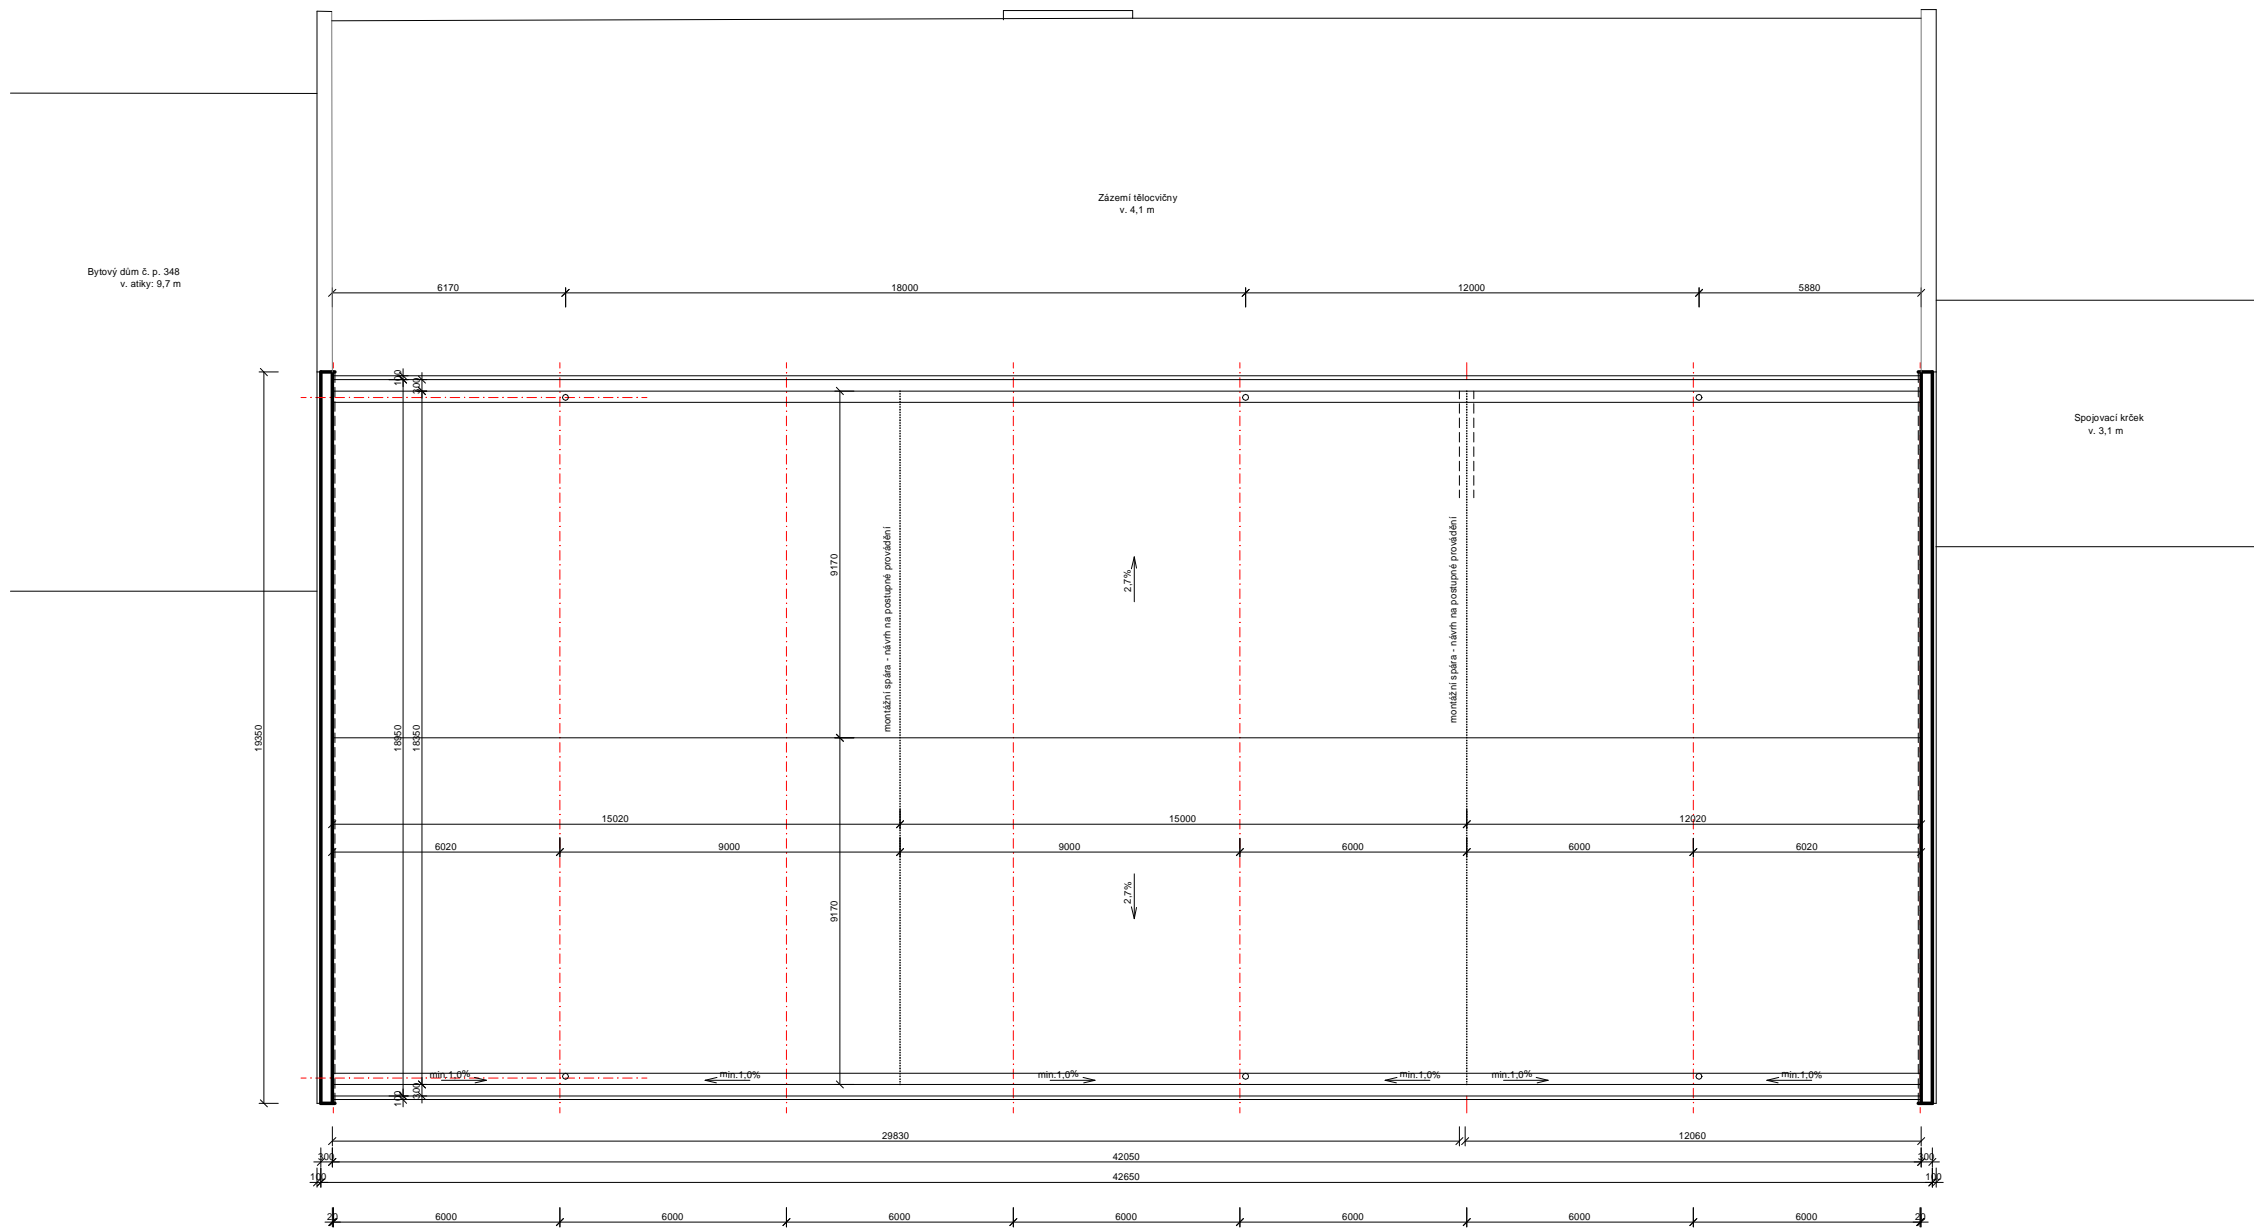 Zázemí tělocvičny
v. 4,1 m
Bytový dům č. p. 348
v. atiky: 9,7 m
6170
18000
12000
5880
100
300
Spojovací krček
v. 3,1 m
montážní spára - návrh na postupné provádění
montážní spára - návrh na postupné provádění
9170
2,7%
19350
18950
18350
15020
15000
12020
6020
9000
9000
6000
6000
6020
2,7%
9170
min.1,0%
min.1,0%
min.1,0%
min.1,0%
min.1,0%
min.1,0%
100
300
29830
12060
300
42050
300
100
42650
100
20
6000
6000
6000
6000
6000
6000
6000
20